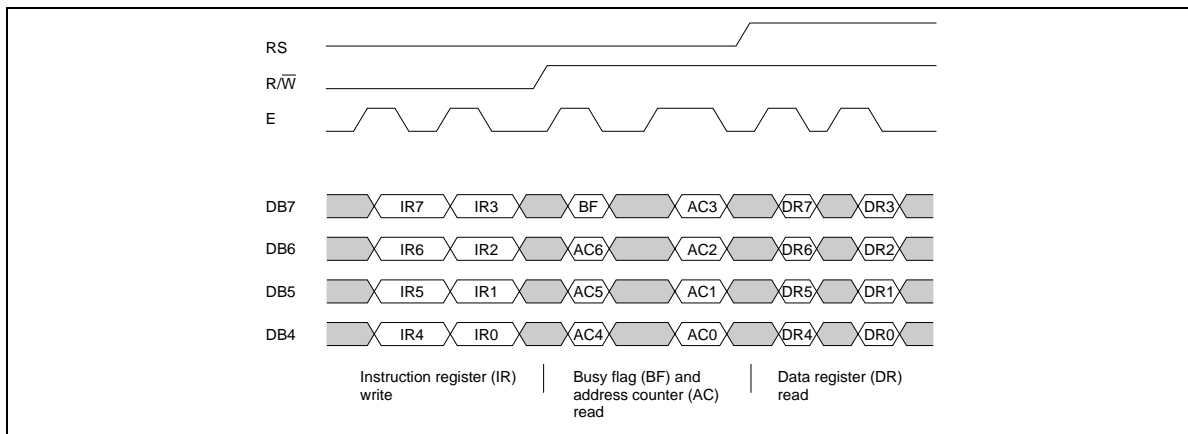 RS
R/W̅
E
DB7 IR7 IR3 BF AC3 DR7 DR3
DB6 IR6 IR2 AC6 AC2 DR6 DR2
DB5 IR5 IR1 AC5 AC1 DR5 DR1
DB4 IR4 IR0 AC4 AC0 DR4 DR0
Instruction register (IR)
write
Busy flag (BF) and
address counter (AC)
read
Data register (DR)
read